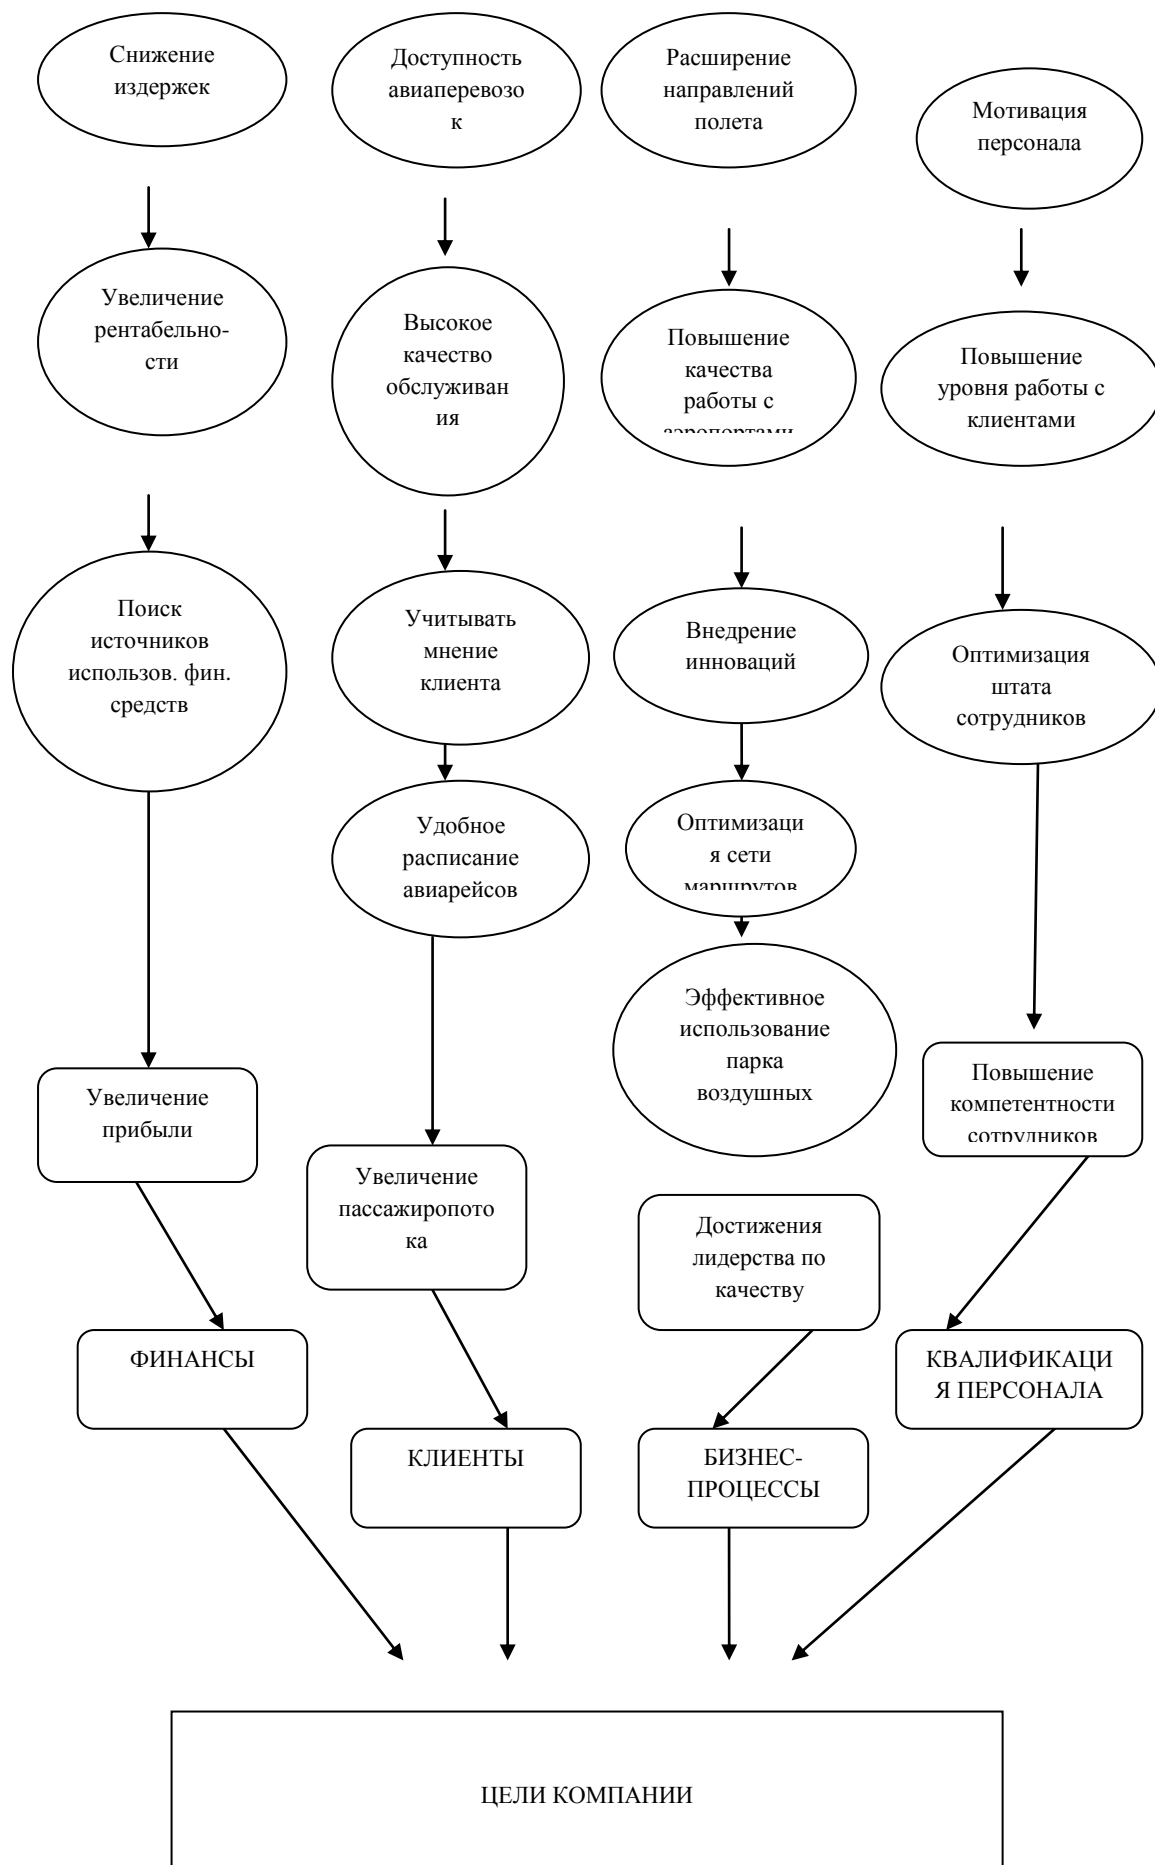 Снижение
издержек
Доступность
авиаперевозо
к
Расширение
направлений
полета
Мотивация
персонала
Увеличение
рентабельно-
сти
Высокое
качество
обслуживан
ия
Повышение
качества
работы с
аэропортами
Повышение
уровня работы с
клиентами
Поиск
источников
использов. фин.
средств
Учитывать
мнение
клиента
Внедрение
инноваций
Оптимизация
штата
сотрудников
Удобное
расписание
авиарейсов
Оптимизаци
я сети
маршрутов
Эффективное
использование
парка
воздушных
Увеличение
прибыли
Увеличение
пассажиропото
ка
Достижения
лидерства по
качеству
Повышение
компетентности
сотрудников
ФИНАНСЫ
КЛИЕНТЫ
БИЗНЕС-
ПРОЦЕССЫ
КВАЛИФИКАЦИ
Я ПЕРСОНАЛА
ЦЕЛИ КОМПАНИИ